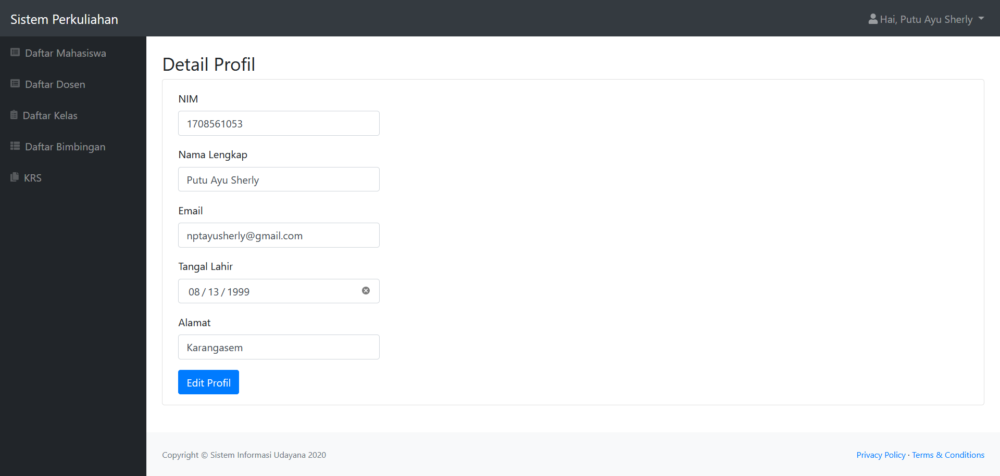 Sistem Perkuliahan
Hai, Putu Ayu Sherly
Daftar Mahasiswa
Daftar Dosen
Daftar Kelas
Daftar Bimbingan
KRS
Detail Profil
NIM
1708561053
Nama Lengkap
Putu Ayu Sherly
Email
nptayusherly@gmail.com
Tangal Lahir
08 / 13 / 1999
Alamat
Karangasem
Edit Profil
Copyright © Sistem Informasi Udayana 2020
Privacy Policy · Terms & Conditions